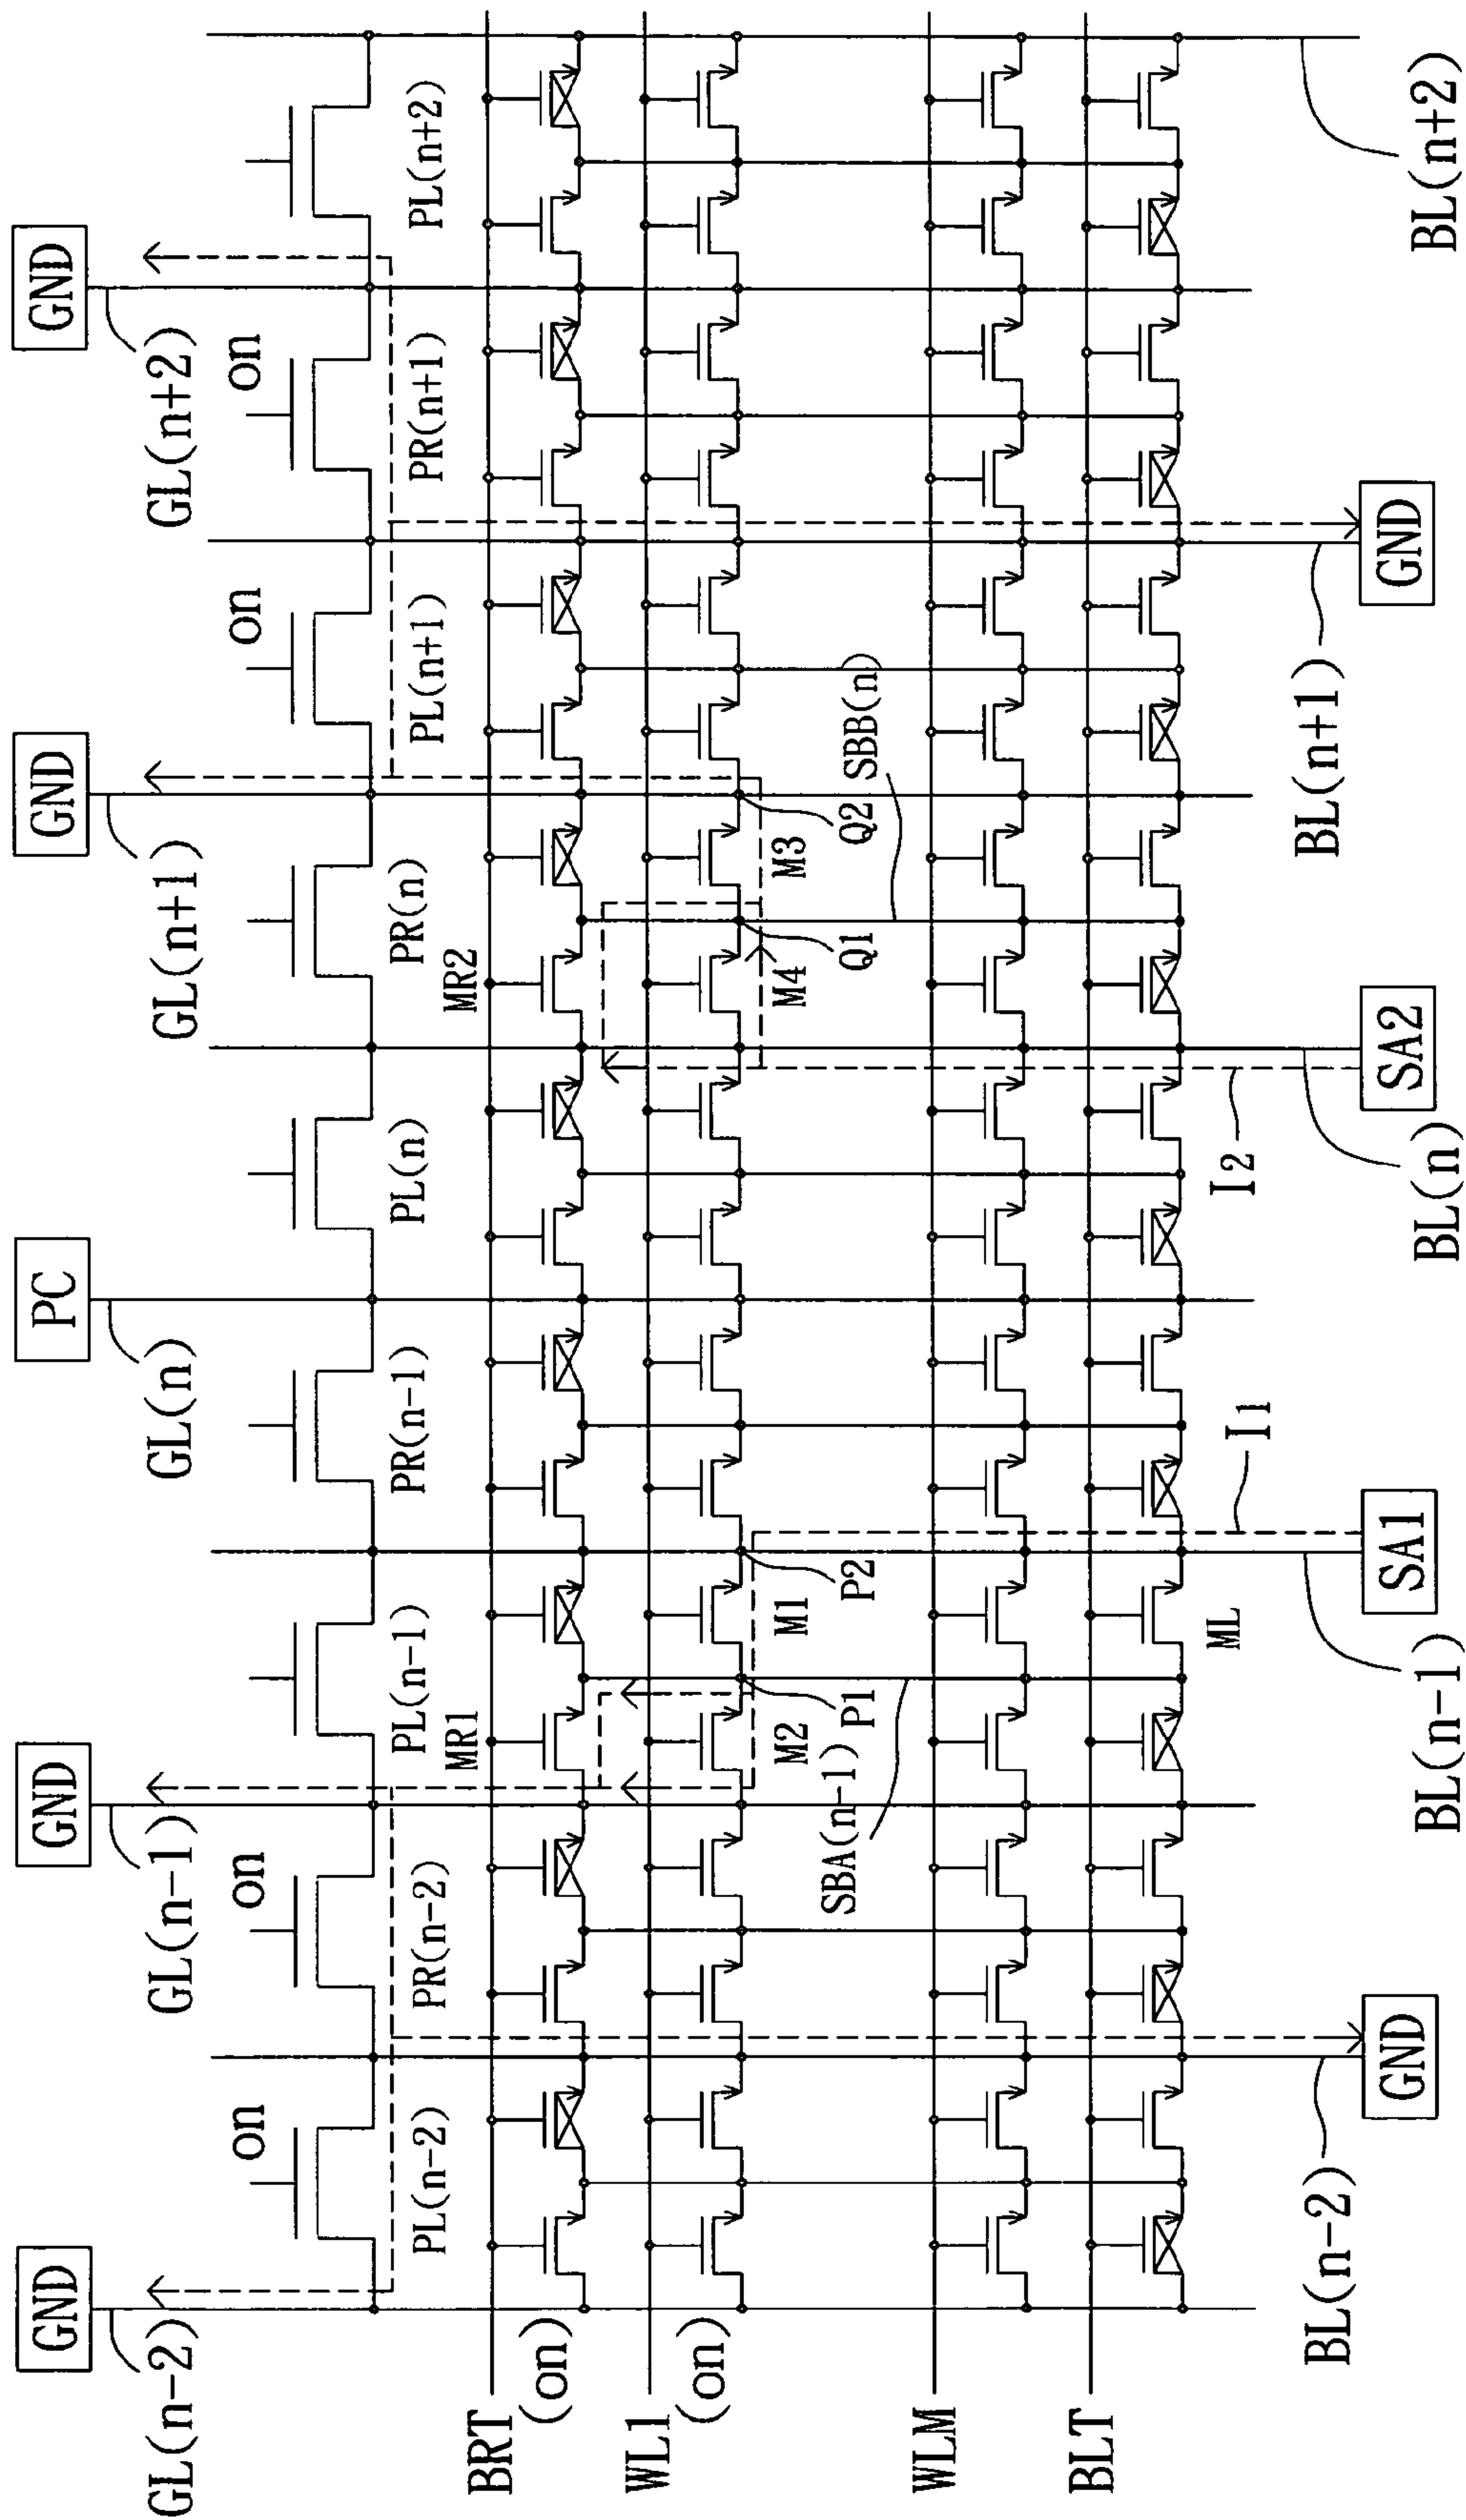 GND GND PC GND GND
GL(n-2) GL(n-1) GL(n) GL(n+1) GL(n+2)
on on on on
PL(n-2) PR(n-2) PL(n-1) PR(n-1) PL(n) PR(n) PL(n+1) PR(n+1) PL(n+2)
MR1 MR2
BRT
(on)
WL1
(on)
M2 M1 M4 M3
P1 P2 Q1 Q2
SBA(n-1) SBB(n)
WLM
BLT
ML I1 I2
BL(n-2) BL(n+1)
GND SA1 SA2 GND
BL(n-1) BL(n) BL(n+2)